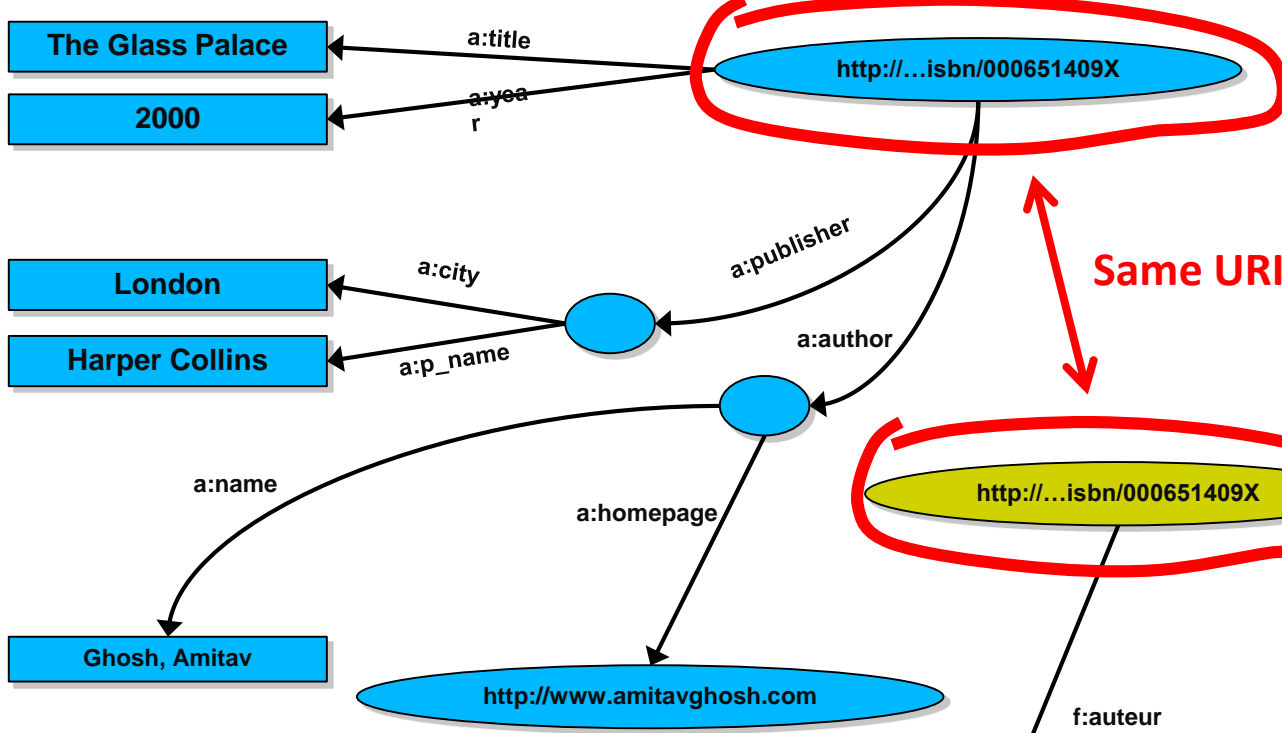 The Glass Palace
a:title
http://…isbn/000651409X
2000
a:yea
r
a:publisher
Same URI
London
a:city
Harper Collins
a:p_name
a:author
a:name
http://…isbn/000651409X
a:homepage
Ghosh, Amitav
http://www.amitavghosh.com
f:auteur